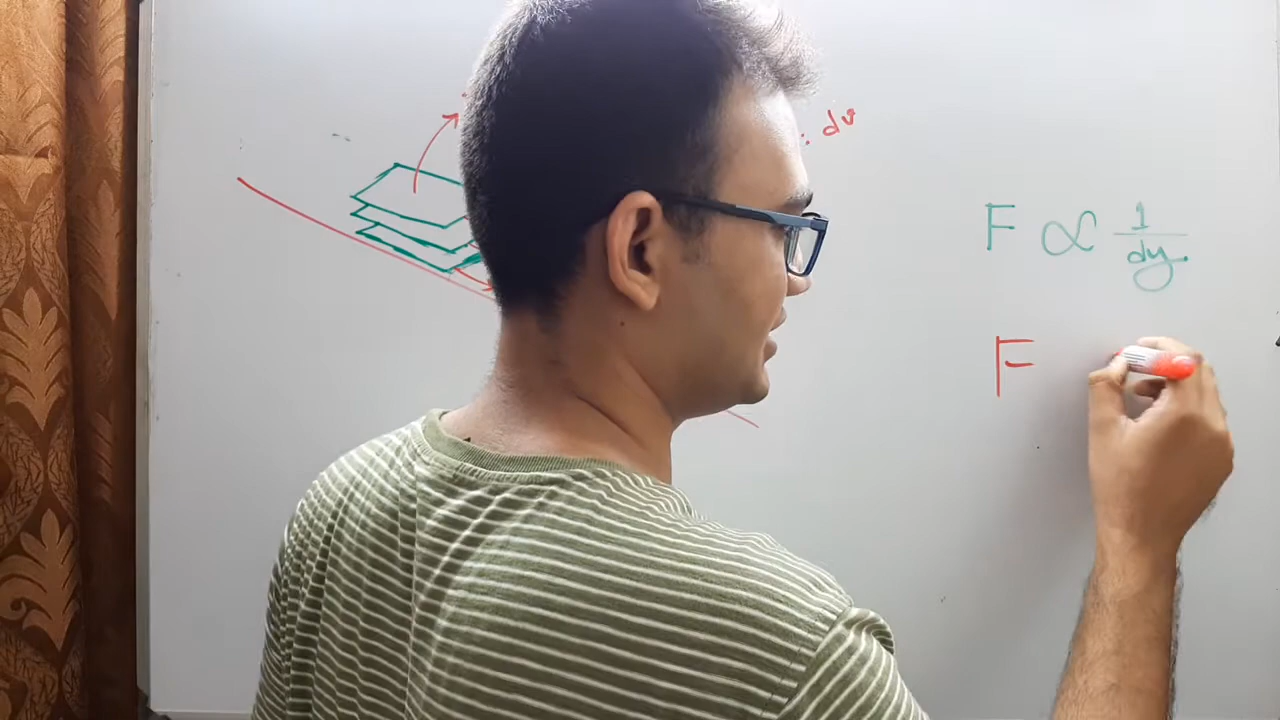 : dv
F ∝ 1/dy
F